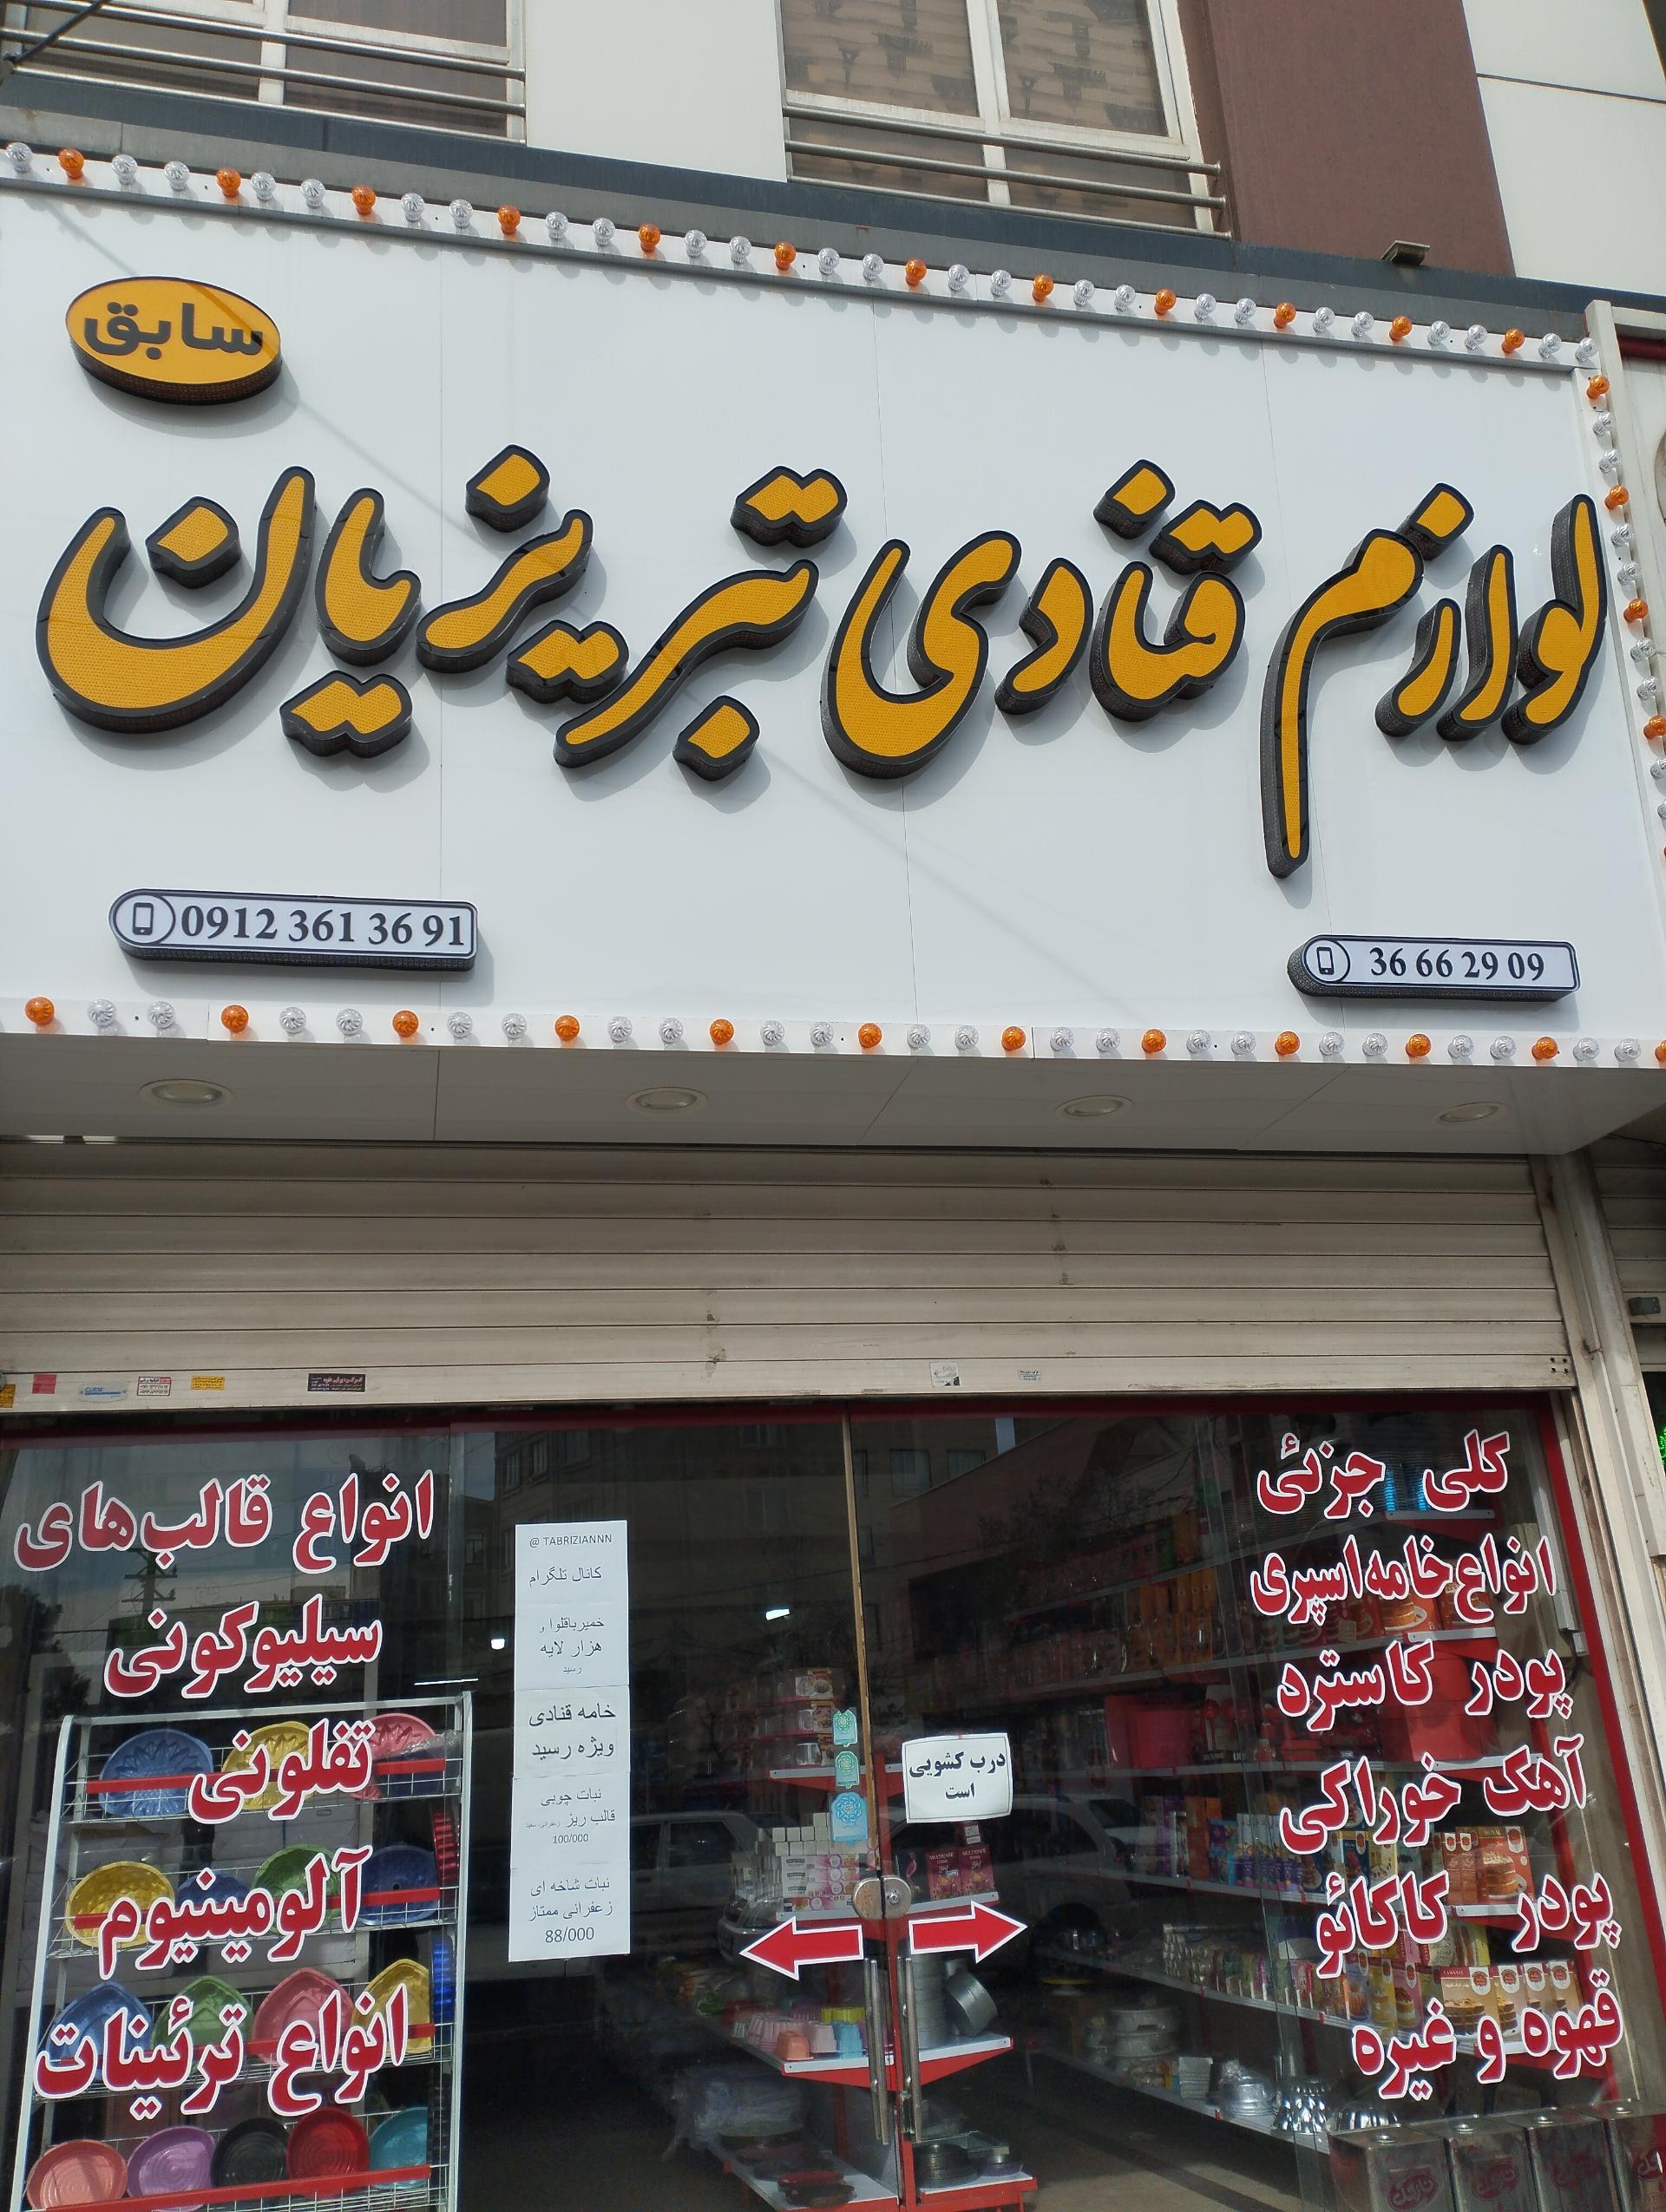 سابق
لوازم قنادی تبریزیان
0912 361 36 91
36 66 29 09
کلی جزئی
انواع خامه اسپری
پودر کاسترد
آهک خوراکی
پودر کاکائو
قهوه و غیره
درب کشویی
است
@ TABRIZIANNN
کانال تلگرام
خمیرباقلوا و
هزار لایه
رسید
خامه قنادی
ویژه رسید
نبات چوبی
قالب ریز زعفرانی، سفید
100/000
نبات شاخه ای
زعفرانی ممتاز
88/000
انواع قالب‌های
سیلیوکونی
تفلونی
آلومینیوم
انواع تزئینات